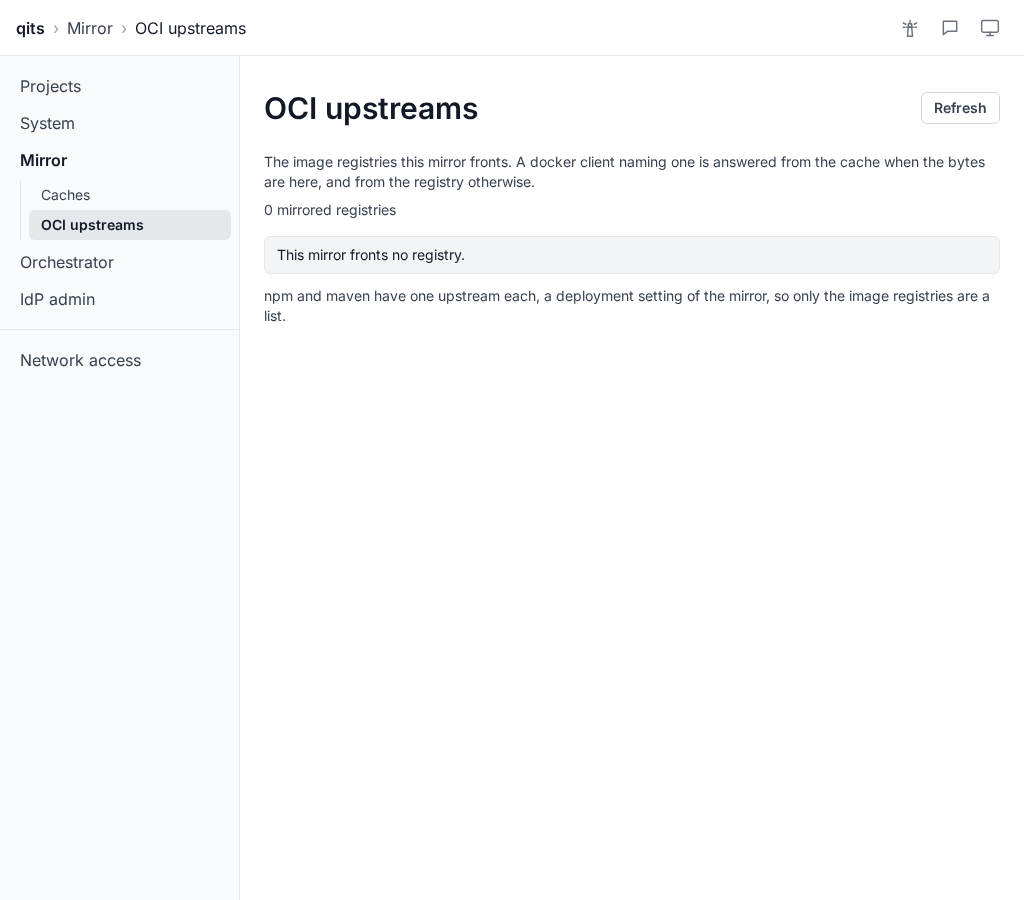 qits › Mirror › OCI upstreams
Projects
System
Mirror
Caches
OCI upstreams
Orchestrator
IdP admin
Network access
OCI upstreams
Refresh
The image registries this mirror fronts. A docker client naming one is answered from the cache when the bytes
are here, and from the registry otherwise.
0 mirrored registries
This mirror fronts no registry.
npm and maven have one upstream each, a deployment setting of the mirror, so only the image registries are a
list.